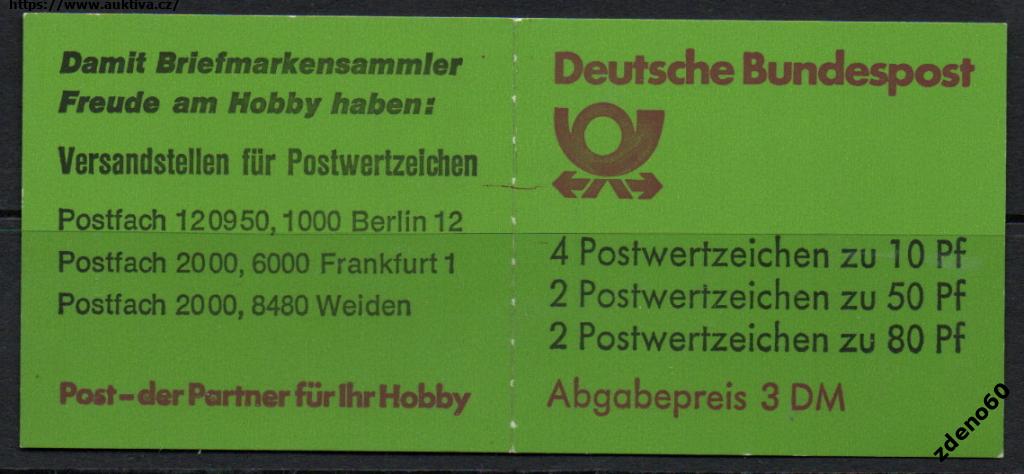 https://www.auktiva.cz/
Damit Briefmarkensammler
Freude am Hobby haben:
Versandstellen für Postwertzeichen
Postfach 120950, 1000 Berlin 12
Postfach 2000, 6000 Frankfurt 1
Postfach 2000, 8480 Weiden
Post – der Partner für Ihr Hobby
Deutsche Bundespost
4 Postwertzeichen zu 10 Pf
2 Postwertzeichen zu 50 Pf
2 Postwertzeichen zu 80 Pf
Abgabepreis 3 DM
zdeno60